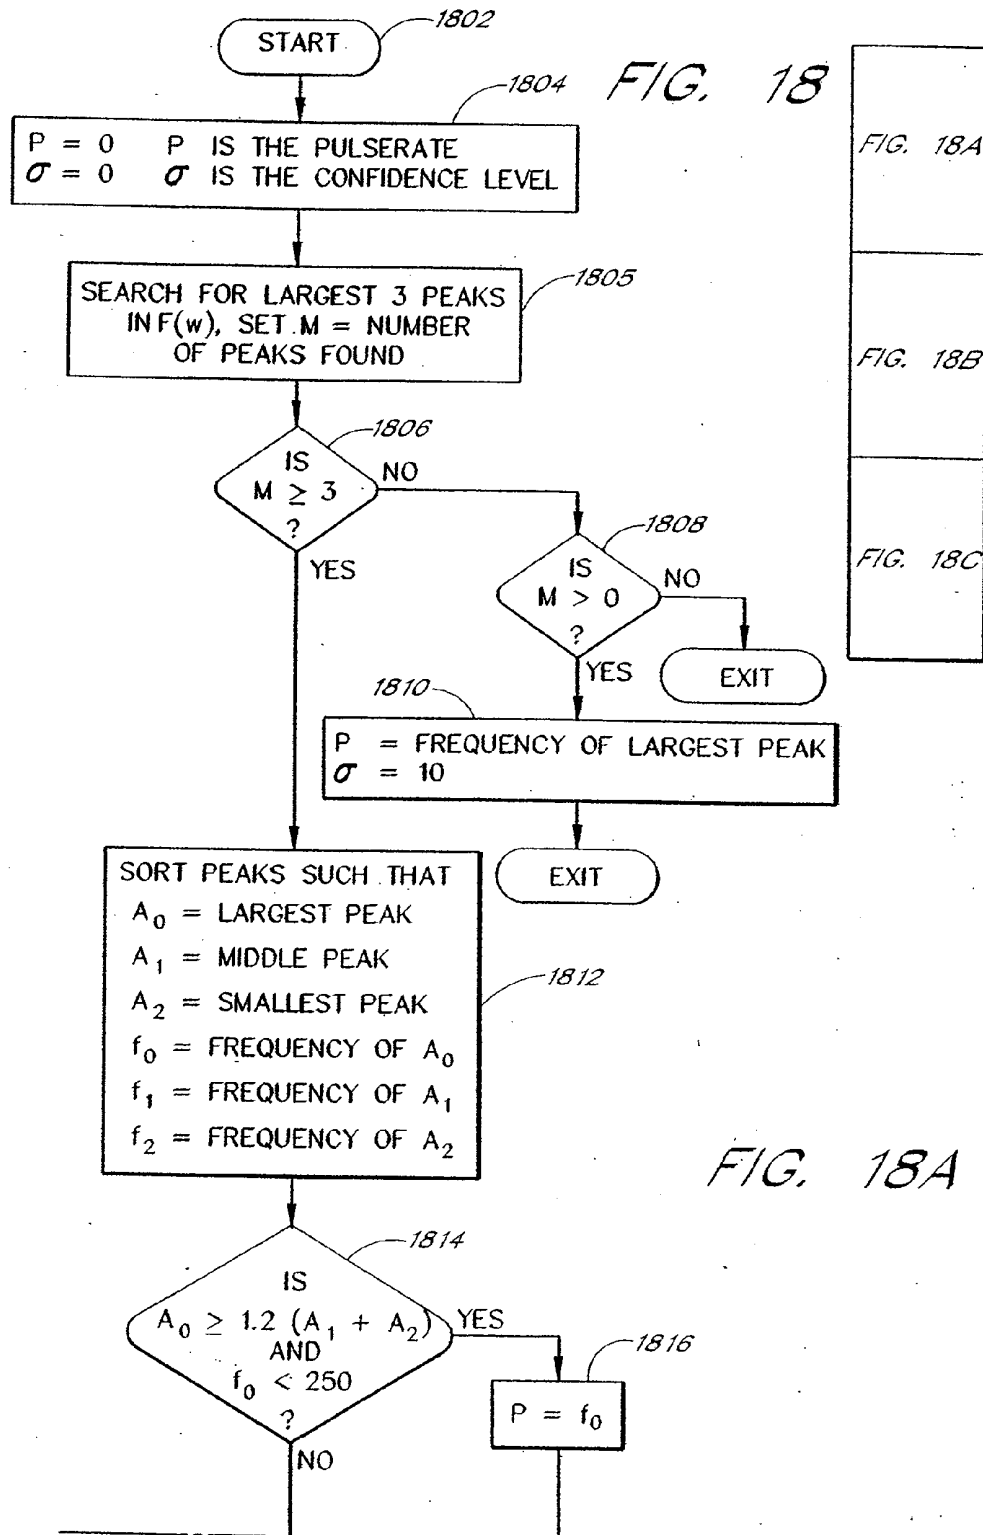 1802
START
FIG. 18
1804
P = 0 P IS THE PULSERATE
σ = 0 σ IS THE CONFIDENCE LEVEL
FIG. 18A
FIG. 18B
FIG. 18C
1805
SEARCH FOR LARGEST 3 PEAKS
IN F(w), SET M = NUMBER
OF PEAKS FOUND
1806
IS
M ≥ 3
?
NO
YES
1808
IS
M > 0
?
NO
YES
EXIT
1810
P = FREQUENCY OF LARGEST PEAK
σ = 10
EXIT
SORT PEAKS SUCH THAT
A₀ = LARGEST PEAK
A₁ = MIDDLE PEAK
A₂ = SMALLEST PEAK
f₀ = FREQUENCY OF A₀
f₁ = FREQUENCY OF A₁
f₂ = FREQUENCY OF A₂
1812
FIG. 18A
1814
IS
A₀ ≥ 1.2 (A₁ + A₂)
AND
f₀ < 250
?
YES
NO
1816
P = f₀